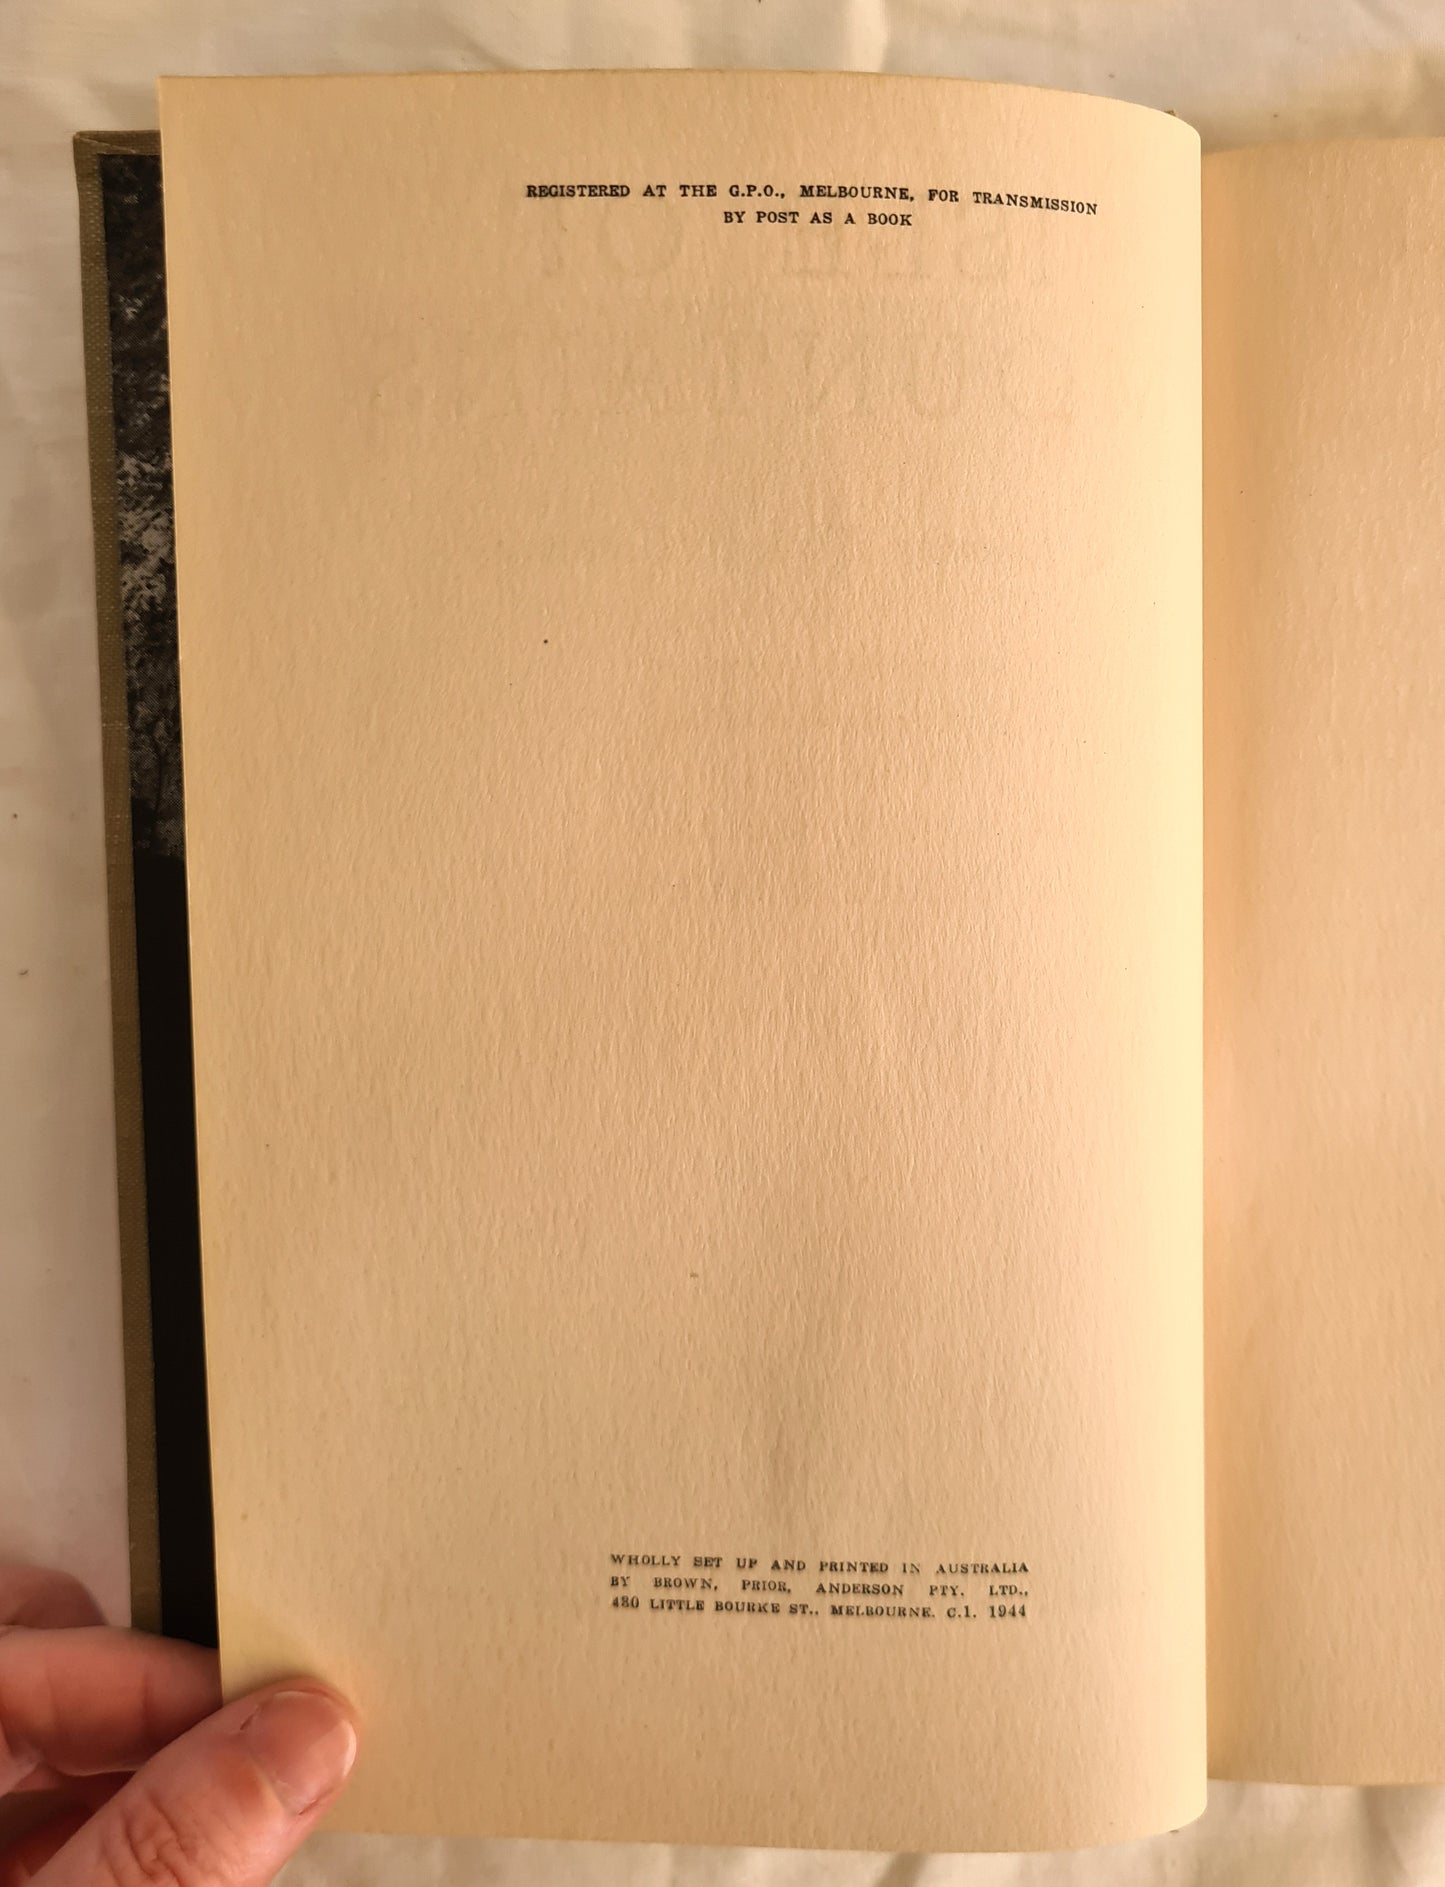 REGISTERED AT THE G.P.O., MELBOURNE, FOR TRANSMISSION
BY POST AS A BOOK
WHOLLY SET UP AND PRINTED IN AUSTRALIA
BY BROWN, PRIOR, ANDERSON PTY. LTD.,
430 LITTLE BOURKE ST., MELBOURNE. C.1. 1944